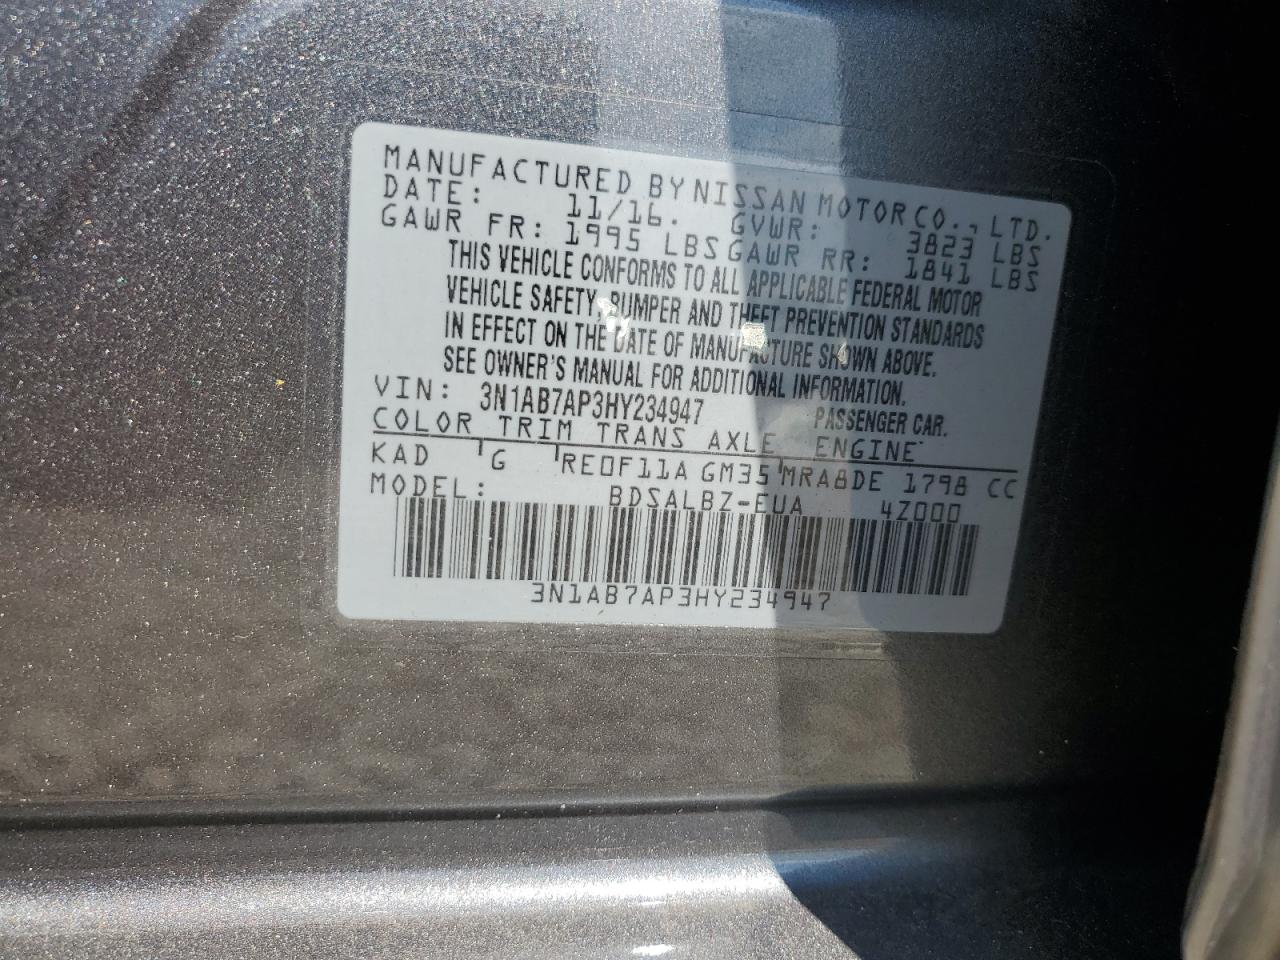 MANUFACTURED BY NISSAN MOTOR CO., LTD.
DATE: 11/16. GVWR: 3823 LBS
GAWR FR: 1995 LBS GAWR RR: 1841 LBS
THIS VEHICLE CONFORMS TO ALL APPLICABLE FEDERAL MOTOR
VEHICLE SAFETY, BUMPER AND THEFT PREVENTION STANDARDS
IN EFFECT ON THE DATE OF MANUFACTURE SHOWN ABOVE.
SEE OWNER'S MANUAL FOR ADDITIONAL INFORMATION.
VIN: 3N1AB7AP3HY234947 PASSENGER CAR.
COLOR TRIM TRANS AXLE ENGINE
KAD G RE0F11A GM35 MRA8DE 1798 CC
MODEL: BDSALBZ-EUA 4Z000
3N1AB7AP3HY234947